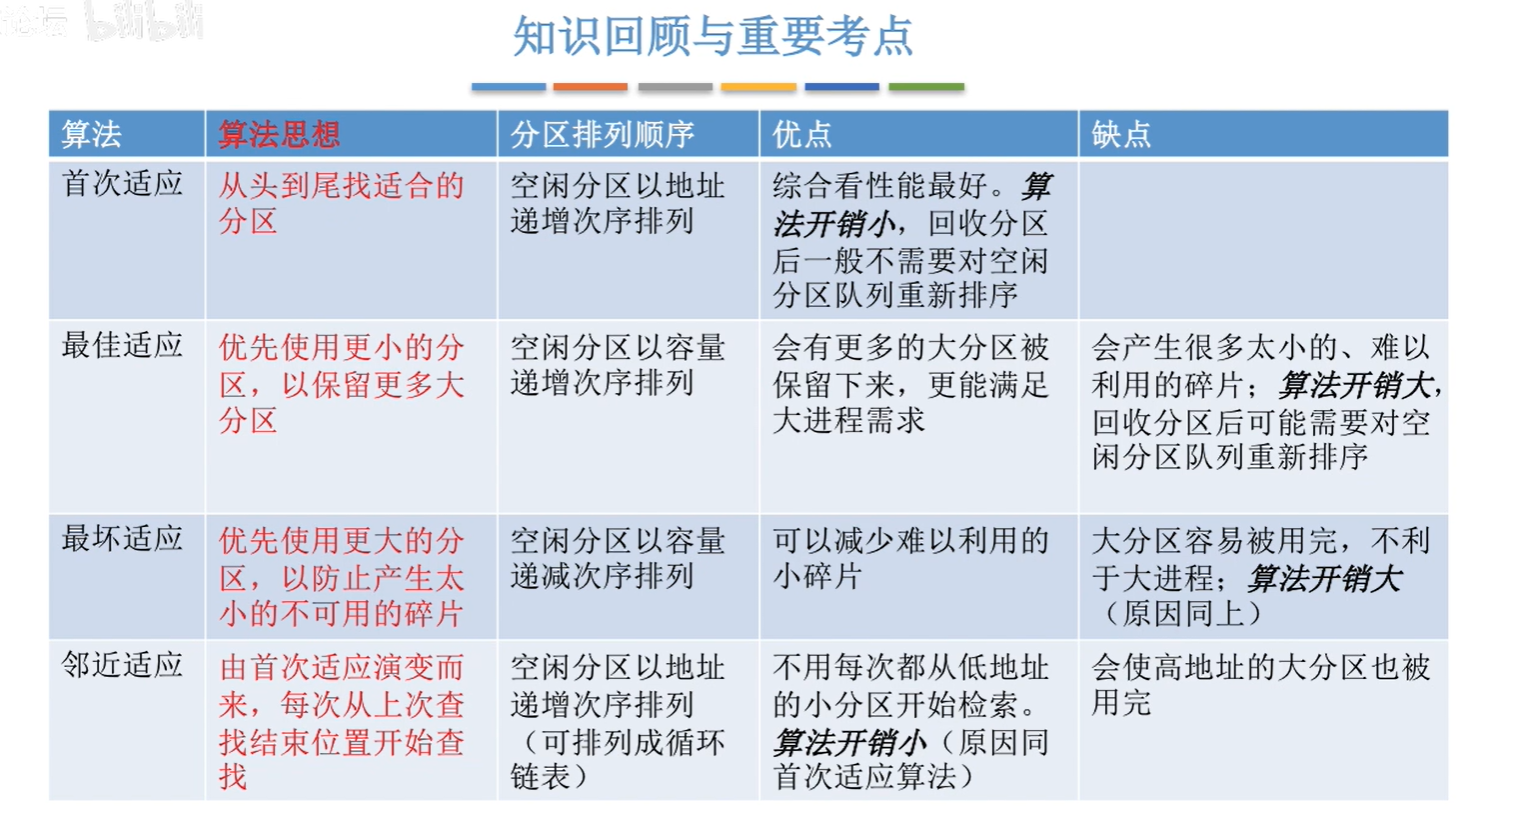 论坛 bilibili
知识回顾与重要考点
算法
算法思想
分区排列顺序
优点
缺点
首次适应
从头到尾找适合的
分区
空闲分区以地址
递增次序排列
综合看性能最好。算
法开销小，回收分区
后一般不需要对空闲
分区队列重新排序
最佳适应
优先使用更小的分
区，以保留更多大
分区
空闲分区以容量
递增次序排列
会有更多的大分区被
保留下来，更能满足
大进程需求
会产生很多太小的、难以
利用的碎片；算法开销大，
回收分区后可能需要对空
闲分区队列重新排序
最坏适应
优先使用更大的分
区，以防止产生太
小的不可用的碎片
空闲分区以容量
递减次序排列
可以减少难以利用的
小碎片
大分区容易被用完，不利
于大进程；算法开销大
（原因同上）
邻近适应
由首次适应演变而
来，每次从上次查
找结束位置开始查
找
空闲分区以地址
递增次序排列
（可排列成循环
链表）
不用每次都从低地址
的小分区开始检索。
算法开销小（原因同
首次适应算法）
会使高地址的大分区也被
用完